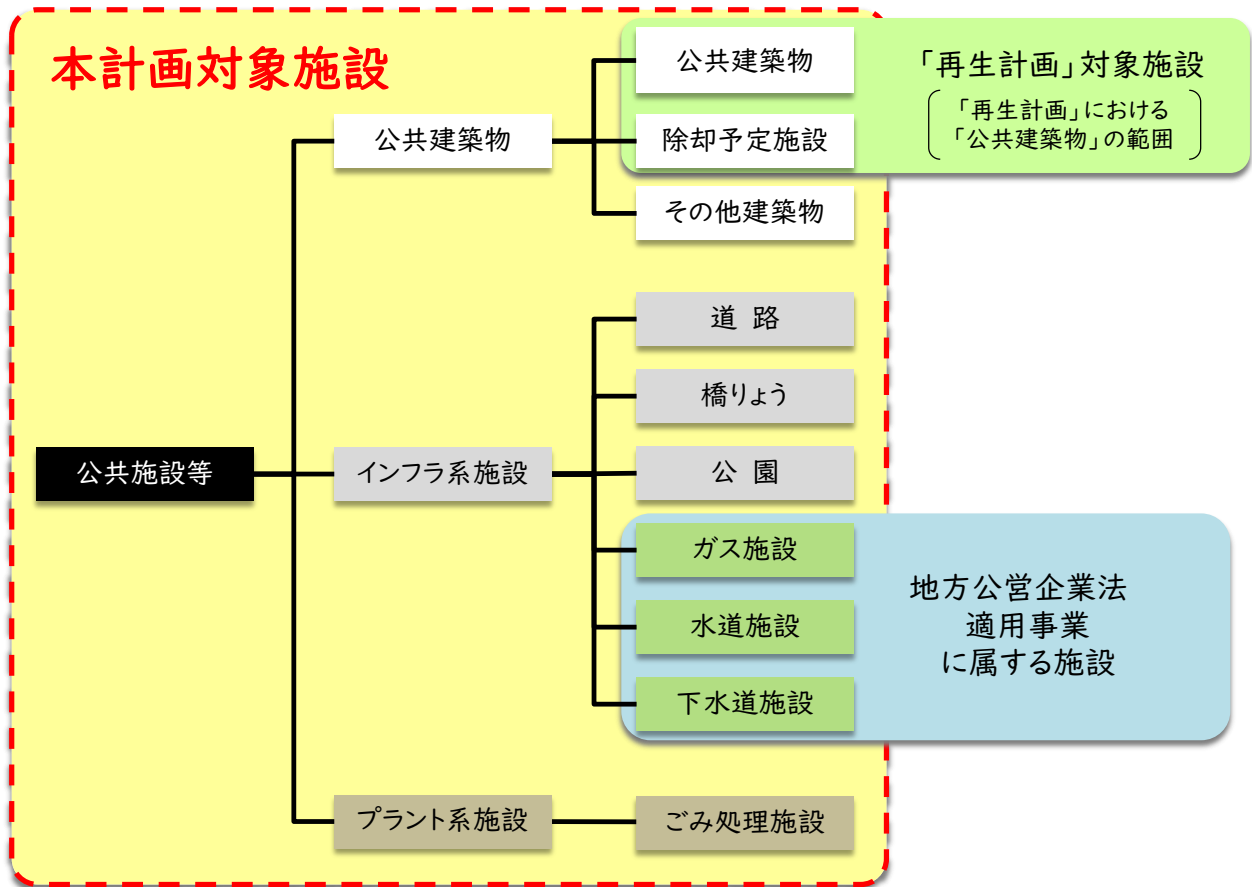 本計画対象施設
公共施設等
公共建築物
公共建築物
除却予定施設
その他建築物
「再生計画」対象施設
「再生計画」における
「公共建築物」の範囲
インフラ系施設
道 路
橋りょう
公 園
ガス施設
水道施設
下水道施設
地方公営企業法
適用事業
に属する施設
プラント系施設
ごみ処理施設